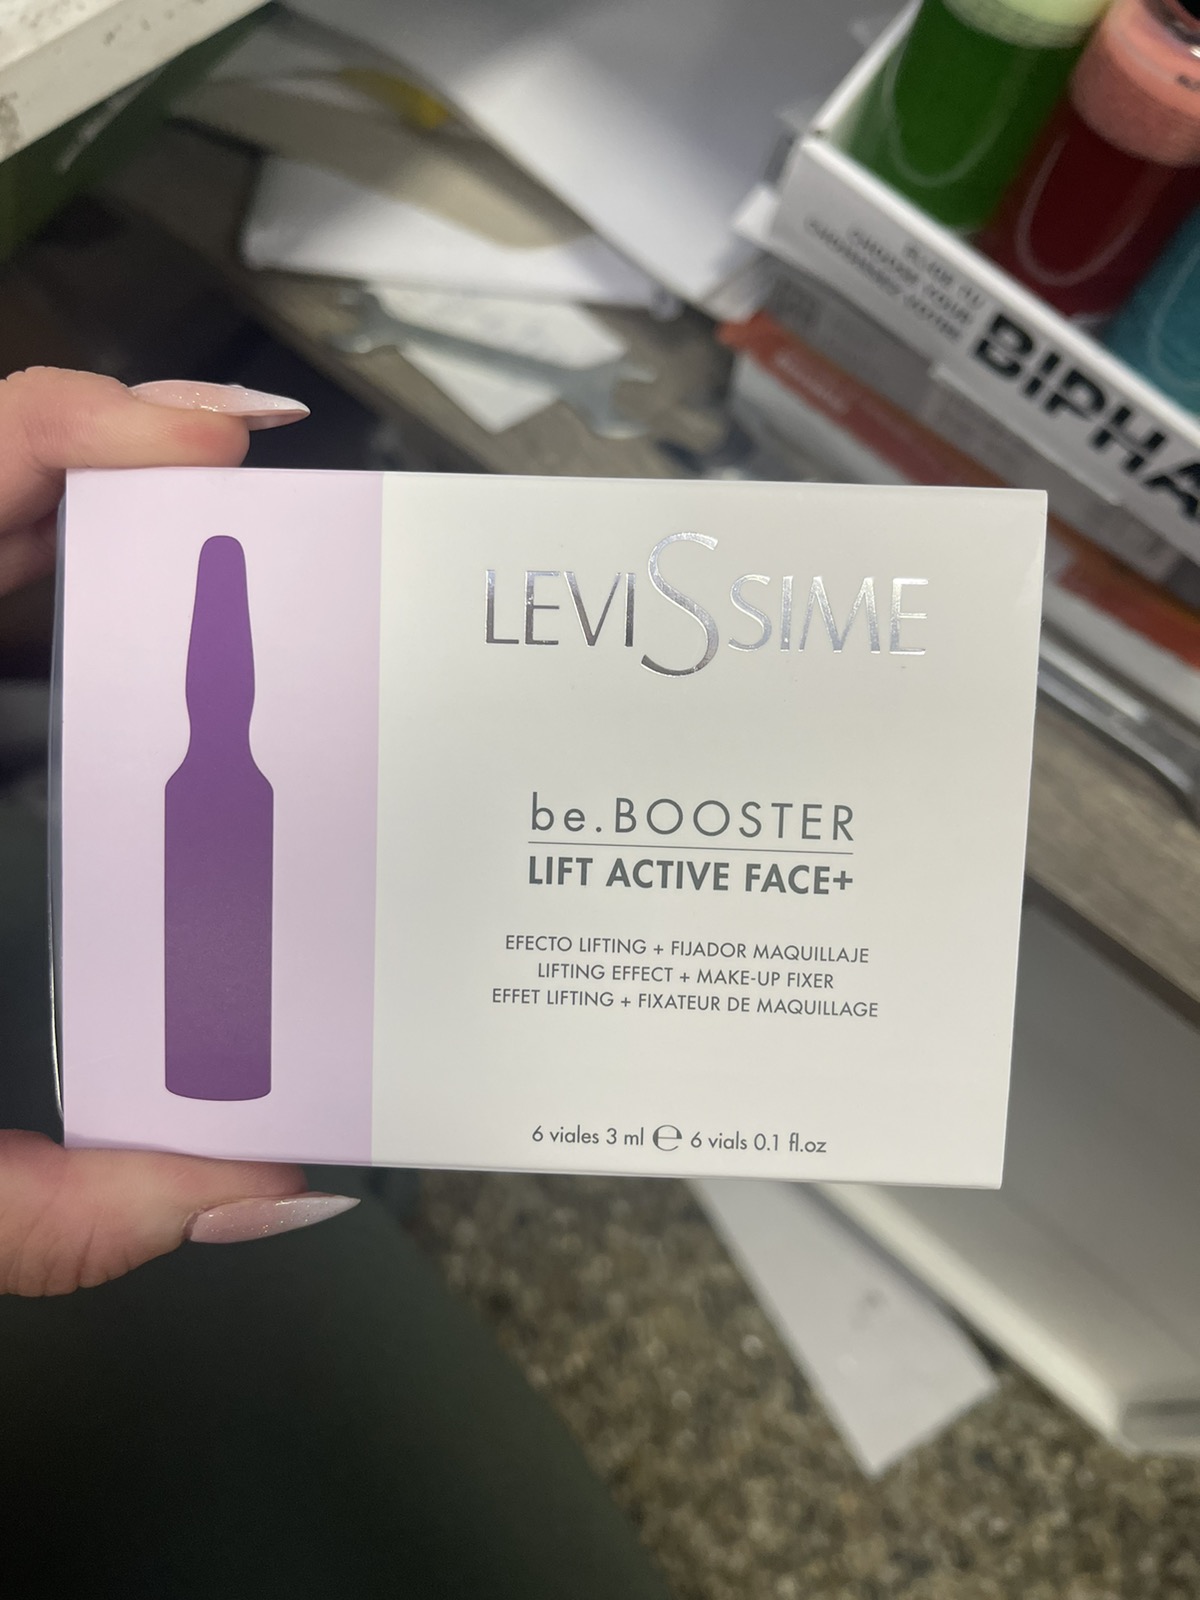 LEVISSIME
be.BOOSTER
LIFT ACTIVE FACE+
EFECTO LIFTING + FIJADOR MAQUILLAJE
LIFTING EFFECT + MAKE-UP FIXER
EFFET LIFTING + FIXATEUR DE MAQUILLAGE
6 viales 3 ml ℮ 6 vials 0.1 fl.oz
BIPHA